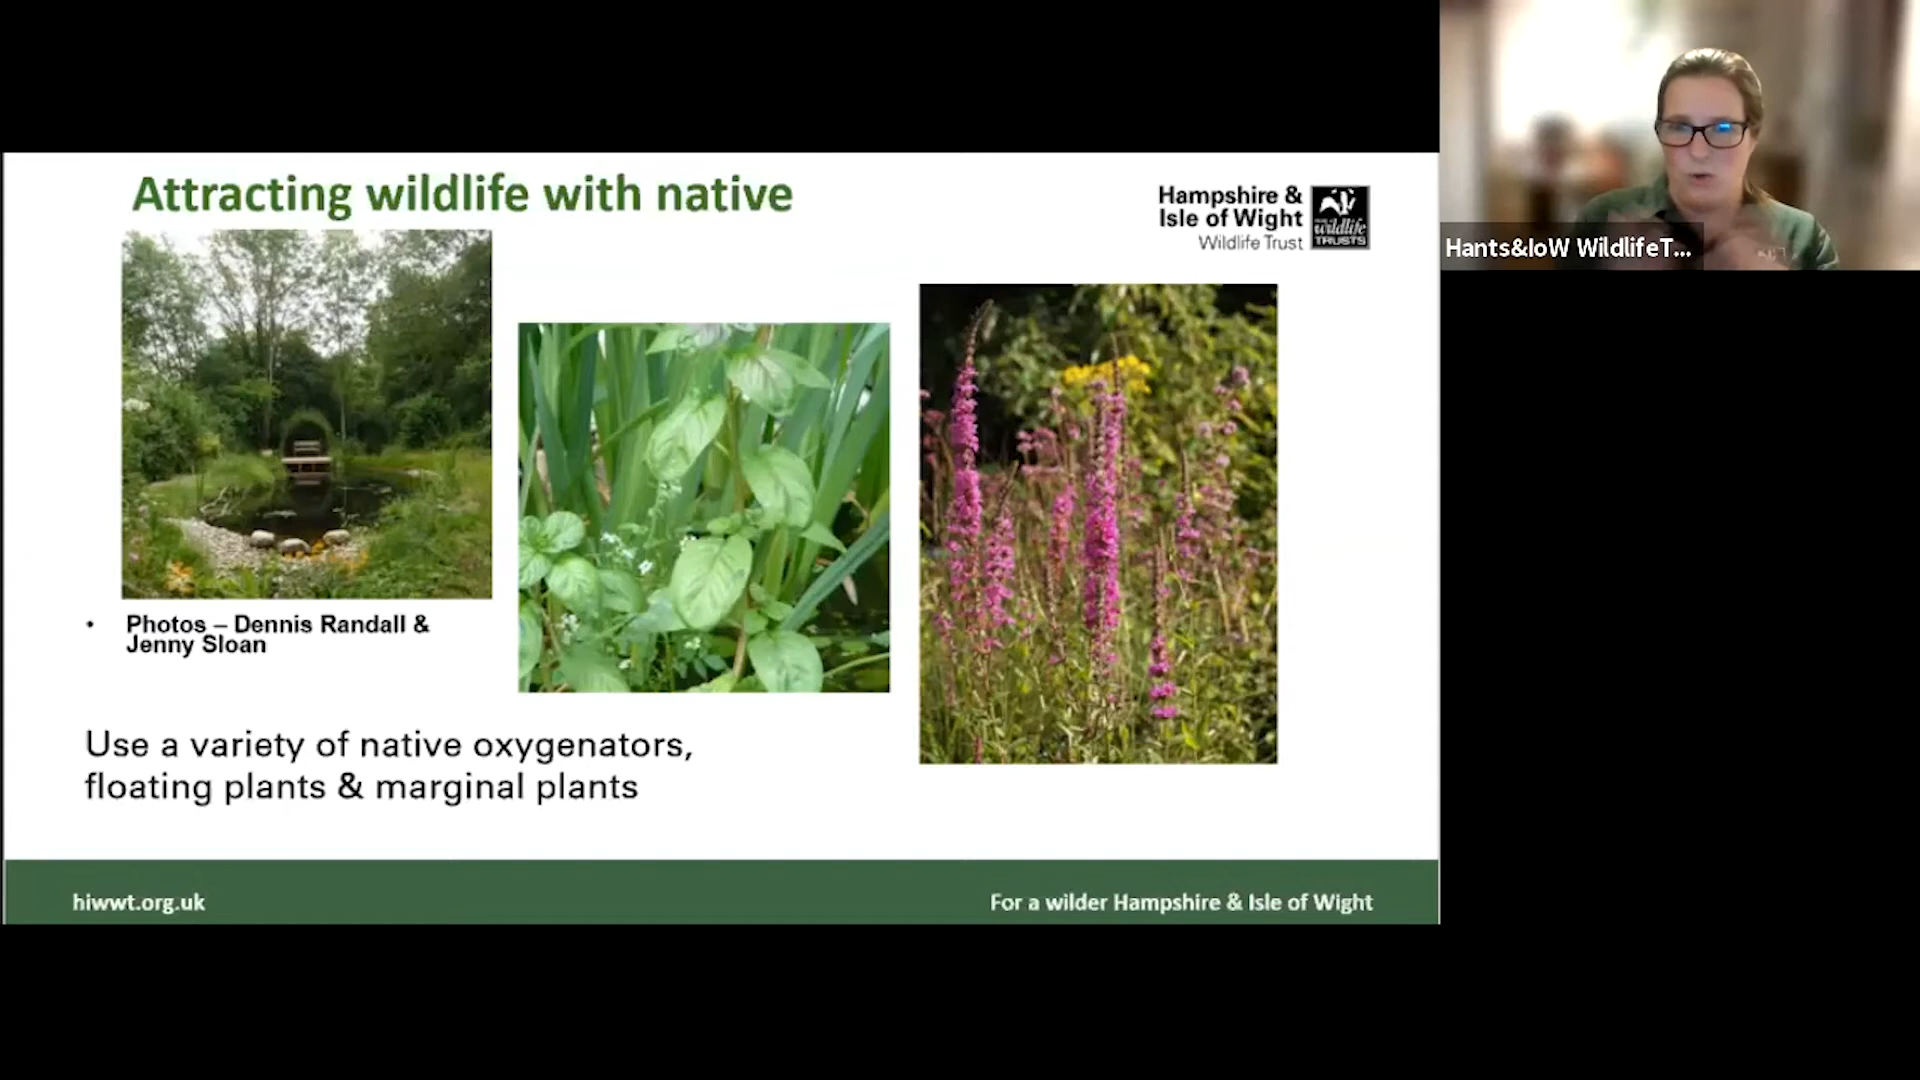 Attracting wildlife with native
Hampshire &
Isle of Wight
Wildlife Trust
wildlife
TRUSTS
Hants&IoW WildlifeT...
• Photos – Dennis Randall &
Jenny Sloan
Use a variety of native oxygenators,
floating plants & marginal plants
hiwwt.org.uk
For a wilder Hampshire & Isle of Wight